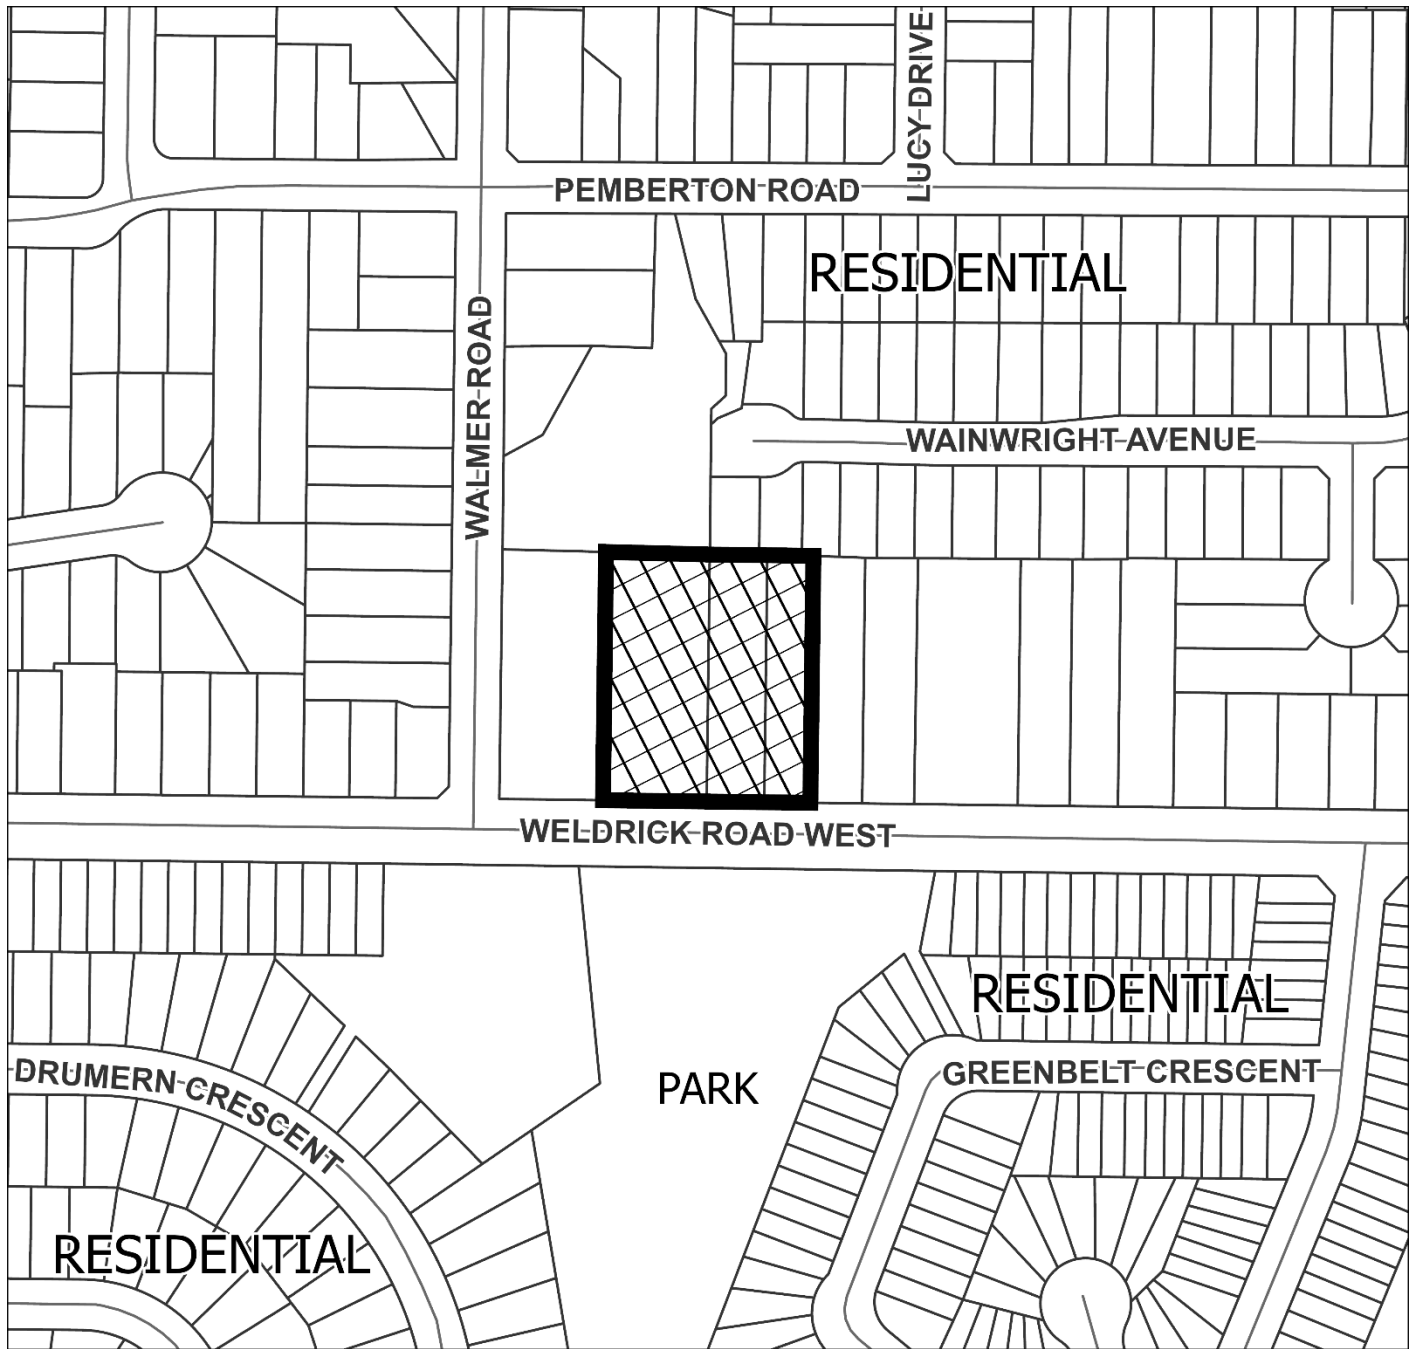 LUCY DRIVE
PEMBERTON ROAD
RESIDENTIAL
WALMER ROAD
WAINWRIGHT AVENUE
WELDRICK ROAD WEST
RESIDENTIAL
DRUMERN CRESCENT
GREENBELT CRESCENT
PARK
RESIDENTIAL